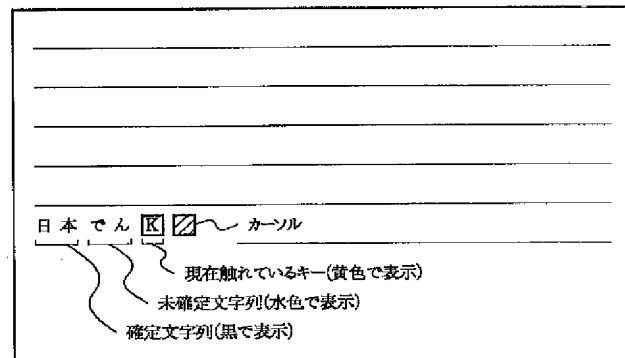 日本 でん K カーソル
現在触れているキー(黄色で表示)
未確定文字列(水色で表示)
確定文字列(黒で表示)